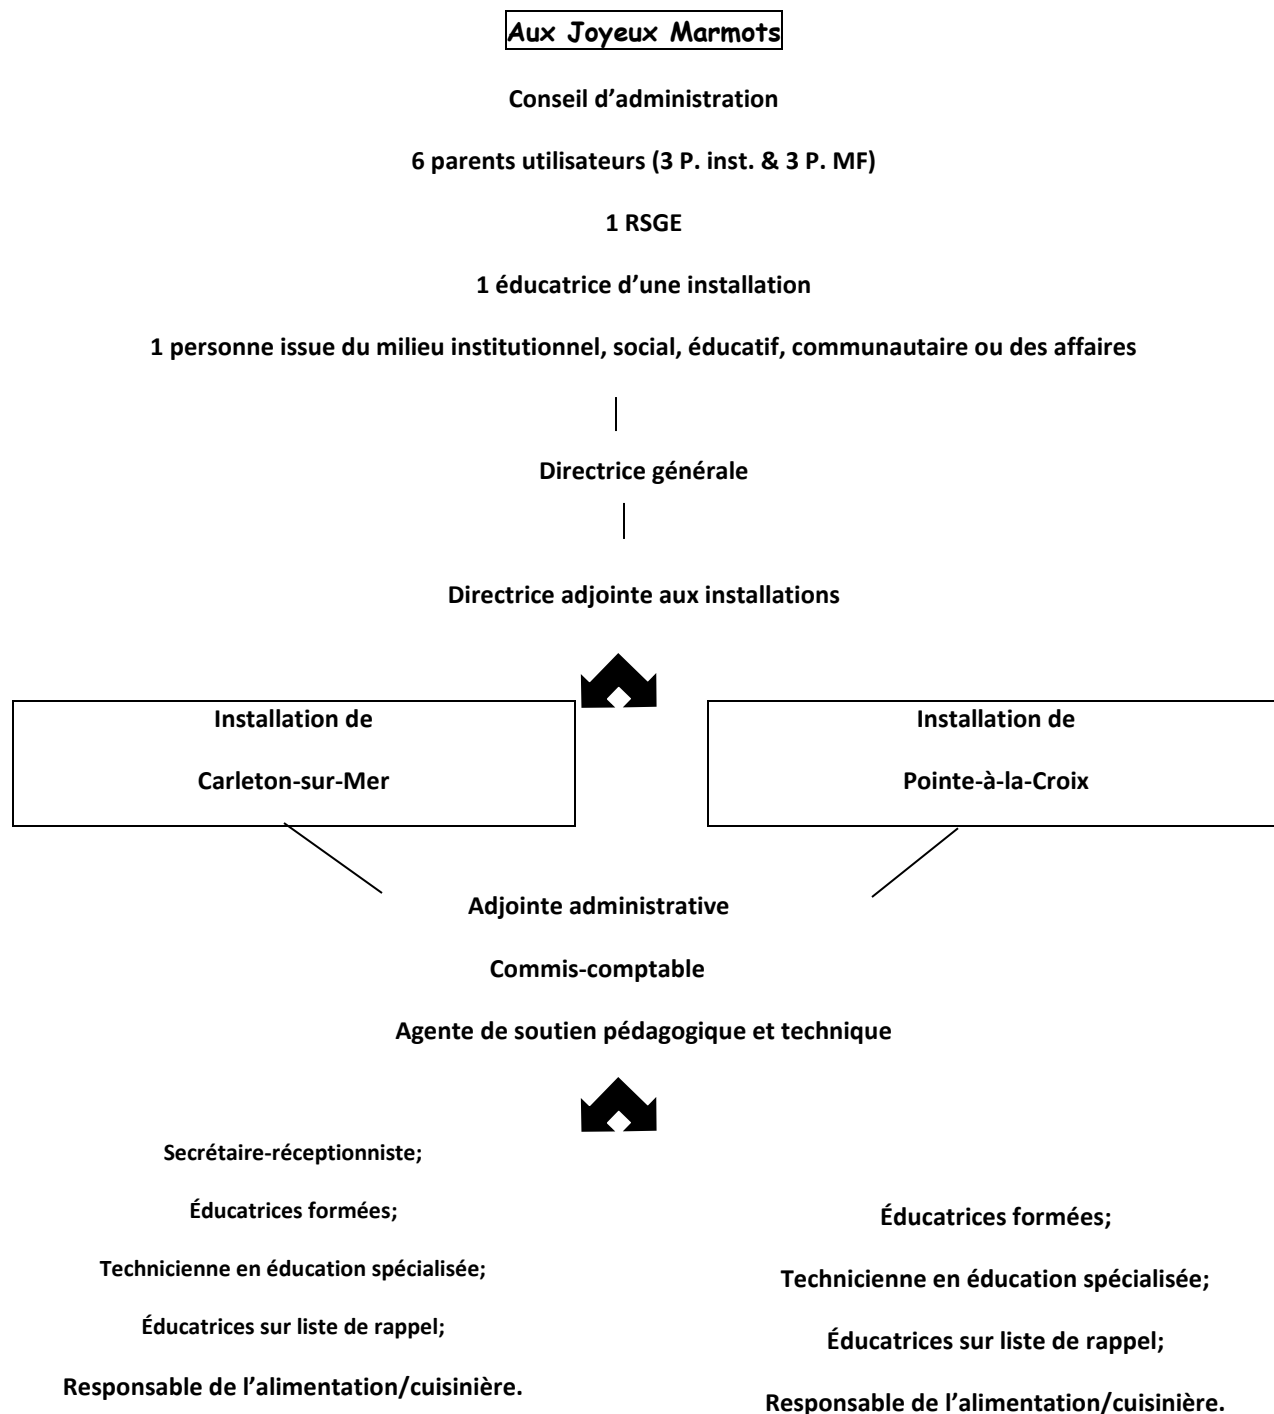 Aux Joyeux Marmots
Conseil d’administration
6 parents utilisateurs (3 P. inst. & 3 P. MF)
1 RSGE
1 éducatrice d’une installation
1 personne issue du milieu institutionnel, social, éducatif, communautaire ou des affaires
Directrice générale
Directrice adjointe aux installations
Installation de
Carleton-sur-Mer
Installation de
Pointe-à-la-Croix
Adjointe administrative
Commis-comptable
Agente de soutien pédagogique et technique
Secrétaire-réceptionniste;
Éducatrices formées;
Technicienne en éducation spécialisée;
Éducatrices sur liste de rappel;
Responsable de l’alimentation/cuisinière.
Éducatrices formées;
Technicienne en éducation spécialisée;
Éducatrices sur liste de rappel;
Responsable de l’alimentation/cuisinière.